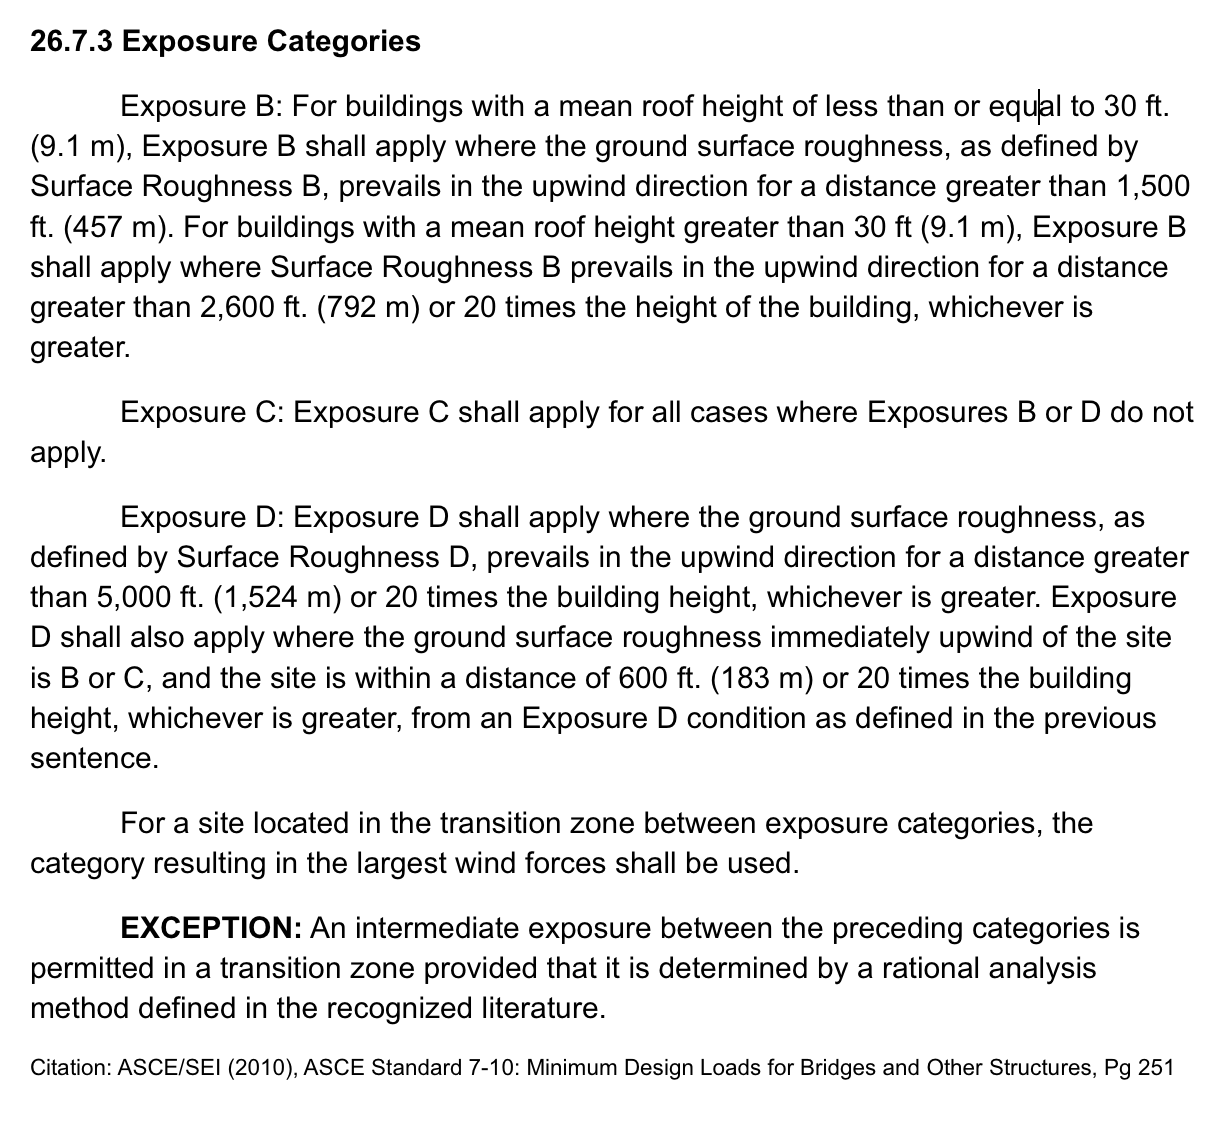 26.7.3 Exposure Categories
Exposure B: For buildings with a mean roof height of less than or equal to 30 ft.
(9.1 m), Exposure B shall apply where the ground surface roughness, as defined by
Surface Roughness B, prevails in the upwind direction for a distance greater than 1,500
ft. (457 m). For buildings with a mean roof height greater than 30 ft (9.1 m), Exposure B
shall apply where Surface Roughness B prevails in the upwind direction for a distance
greater than 2,600 ft. (792 m) or 20 times the height of the building, whichever is
greater.
Exposure C: Exposure C shall apply for all cases where Exposures B or D do not
apply.
Exposure D: Exposure D shall apply where the ground surface roughness, as
defined by Surface Roughness D, prevails in the upwind direction for a distance greater
than 5,000 ft. (1,524 m) or 20 times the building height, whichever is greater. Exposure
D shall also apply where the ground surface roughness immediately upwind of the site
is B or C, and the site is within a distance of 600 ft. (183 m) or 20 times the building
height, whichever is greater, from an Exposure D condition as defined in the previous
sentence.
For a site located in the transition zone between exposure categories, the
category resulting in the largest wind forces shall be used.
EXCEPTION: An intermediate exposure between the preceding categories is
permitted in a transition zone provided that it is determined by a rational analysis
method defined in the recognized literature.
Citation: ASCE/SEI (2010), ASCE Standard 7-10: Minimum Design Loads for Bridges and Other Structures, Pg 251